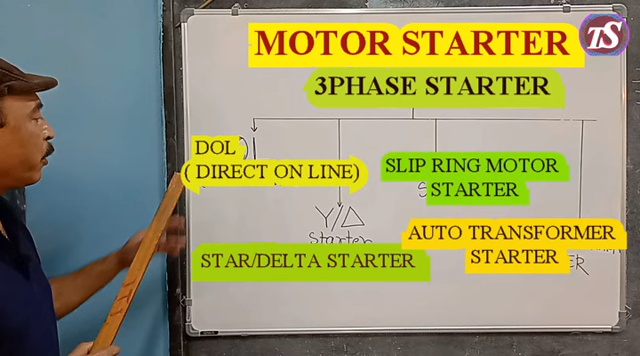 MOTOR STARTER
TS
3PHASE STARTER
DOL
( DIRECT ON LINE)
SLIP RING MOTOR
STARTER
Y/Δ
Starter
AUTO TRANSFORMER
STARTER
STAR/DELTA STARTER